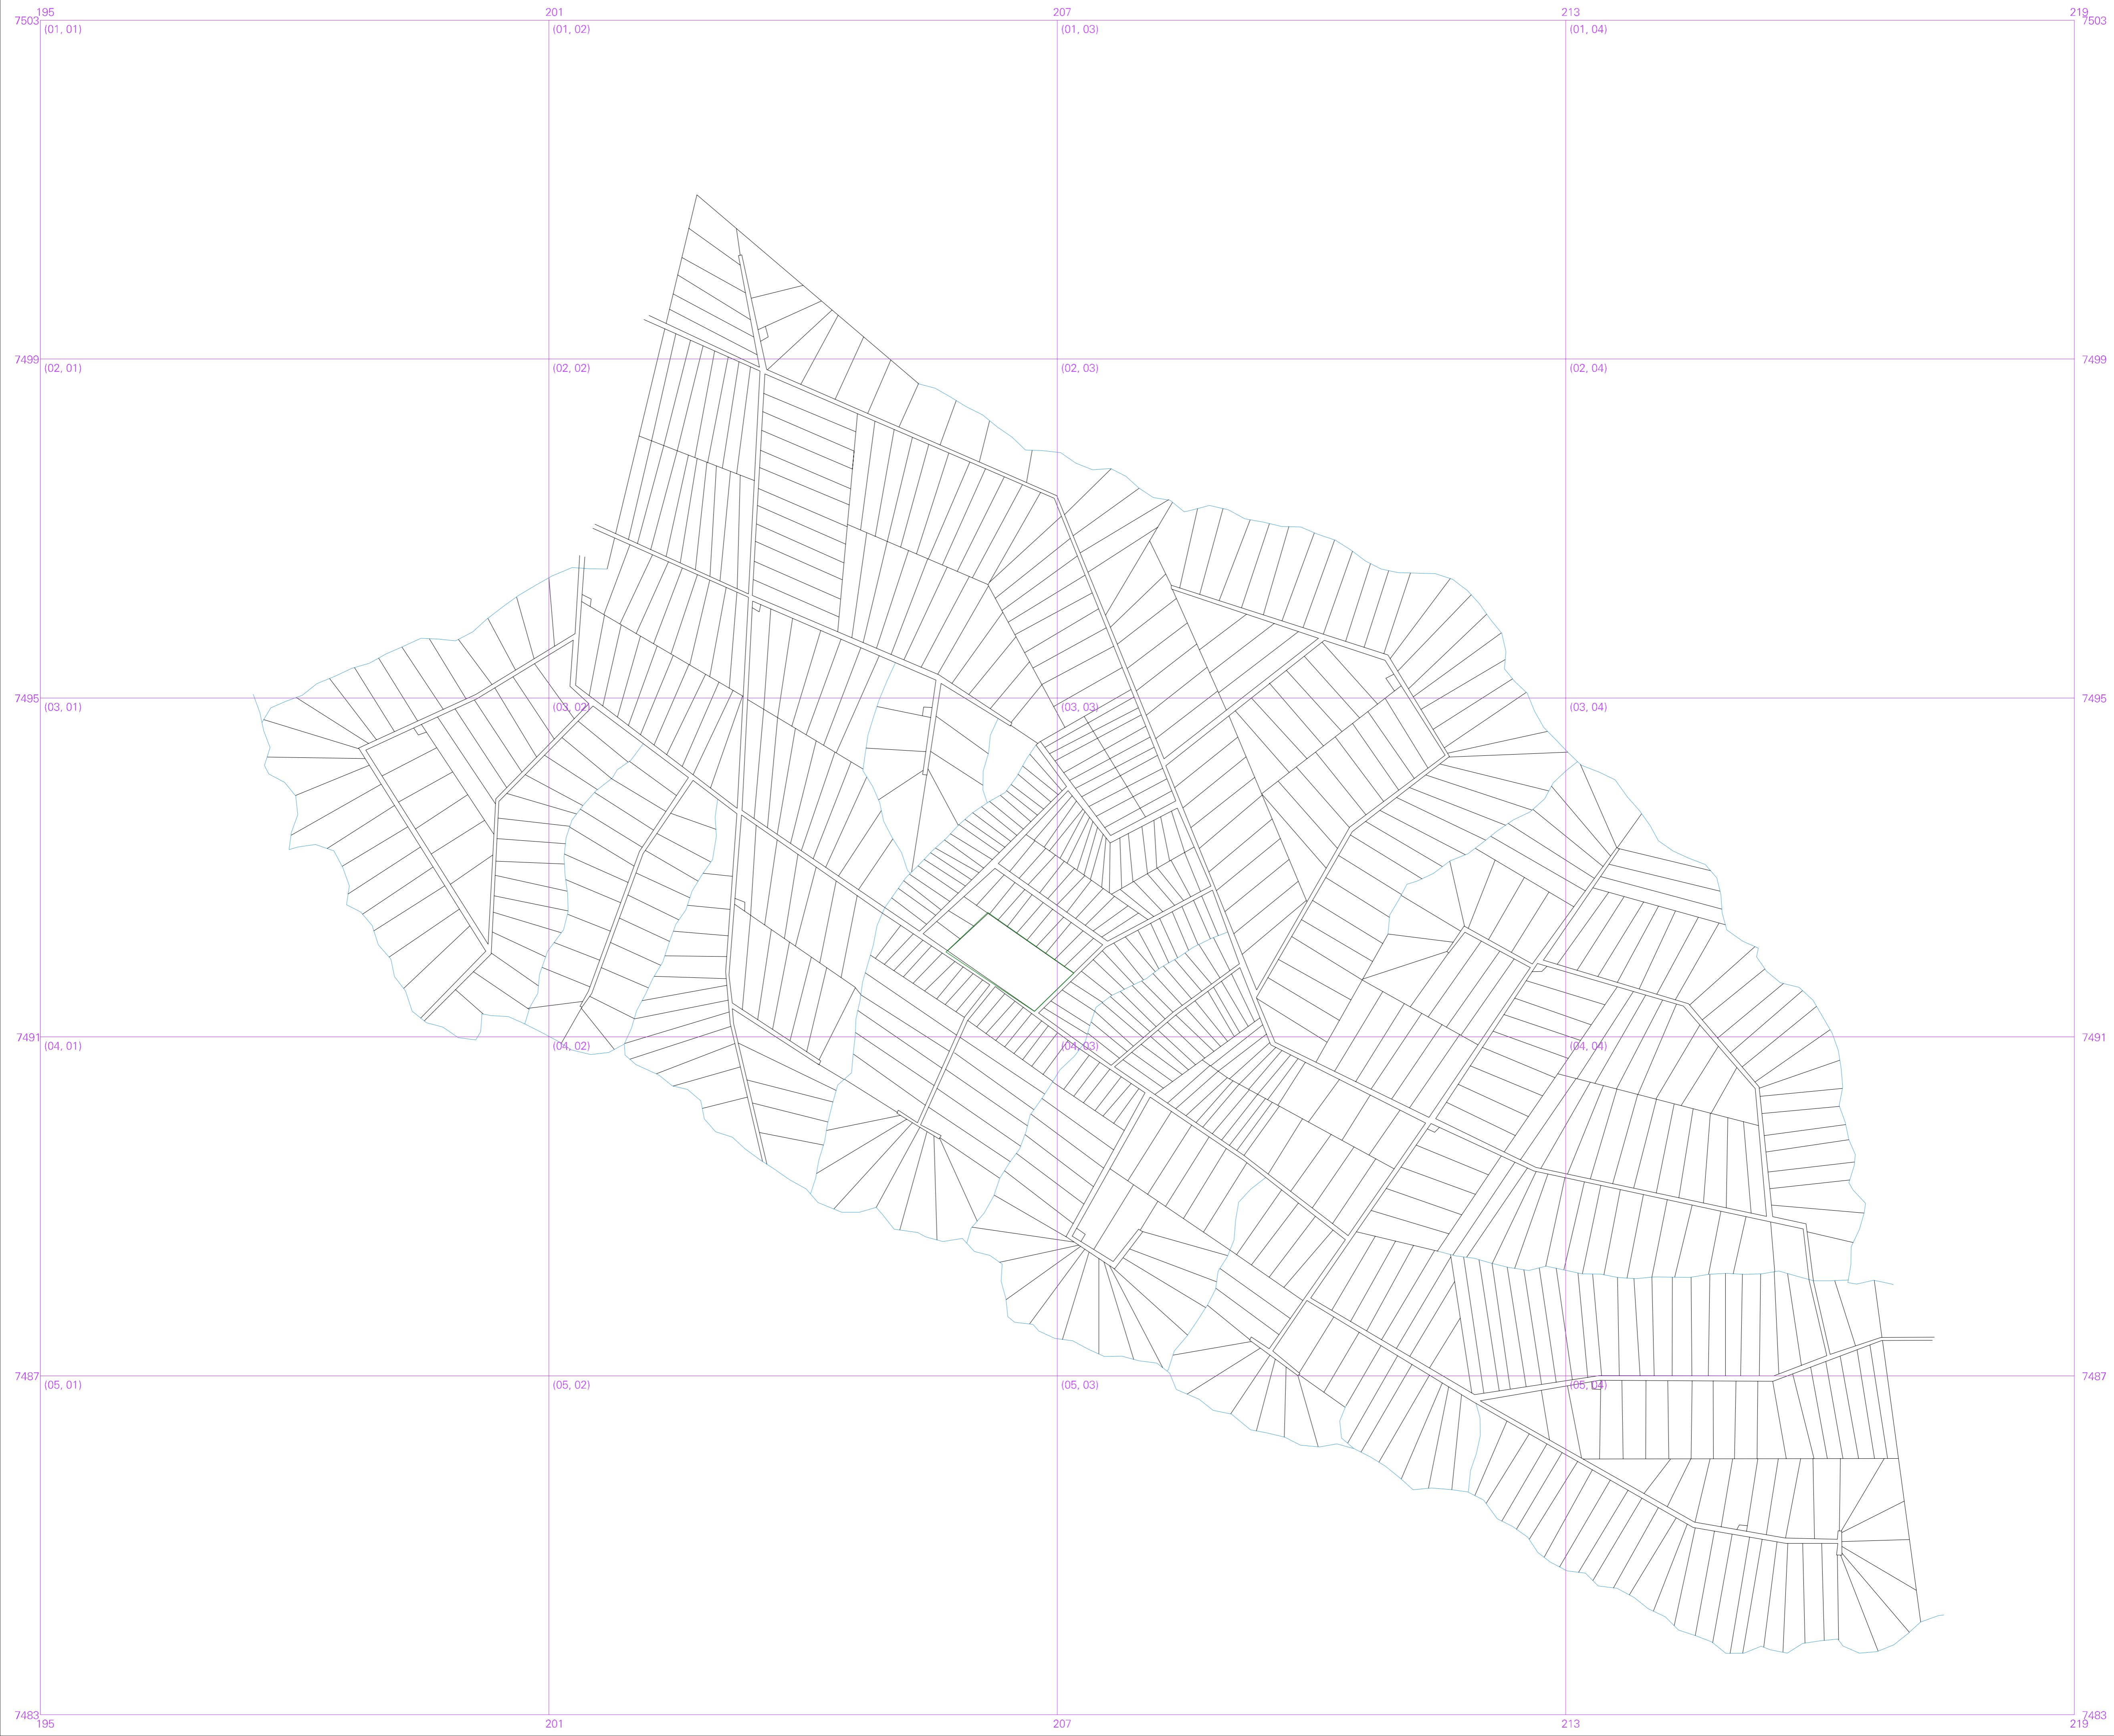 195 201 207 213 219
7503 7503
(01, 01) (01, 02) (01, 03) (01, 04)
7499 7499
(02, 01) (02, 02) (02, 03) (02, 04)
7495 7495
(03, 01) (03, 02) (03, 03) (03, 04)
7491 7491
(04, 01) (04, 02) (04, 03) (04, 04)
7487 7487
(05, 01) (05, 02) (05, 03) (05, 04)
7483 7483
195 201 207 213 219